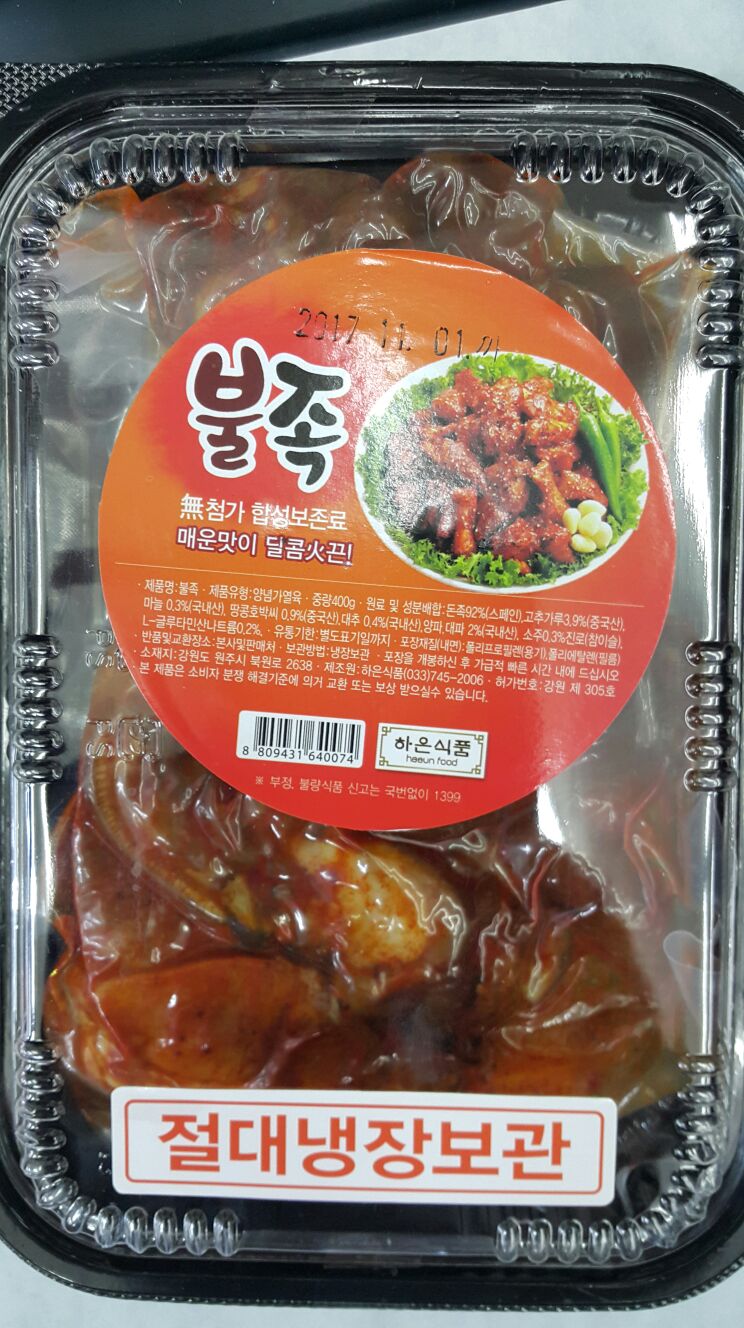 2017. 11. 01.까
불족
無첨가 합성보존료
매운맛이 달콤火끈!
· 제품명:불족 · 제품유형:양념가열육 · 중량400g · 원료 및 성분배합:돈족92%(스페인),고추가루3.9%(중국산),
마늘 0.3%(국내산), 땅콩호박씨 0.9%(중국산),대추 0.4%(국내산),양파,대파 2%(국내산), 소주0.3%진로(참이슬),
L-글루타민산나트륨0.2%, · 유통기한:별도표기일까지 · 포장재질(내면):폴리프로필렌(용기),폴리에틸렌(필름)
· 반품및교환장소:본사및판매처 · 보관방법:냉장보관 · 포장을 개봉하신 후 가급적 빠른 시간 내에 드십시오
· 소재지:강원도 원주시 북원로 2638 · 제조원:하은식품(033)745-2006 · 허가번호:강원 제 305호
본 제품은 소비자 분쟁 해결기준에 의거 교환 또는 보상 받으실수 있습니다.
8 809431 640074
하은식품
haeun food
※ 부정, 불량식품 신고는 국번없이 1399
절대냉장보관